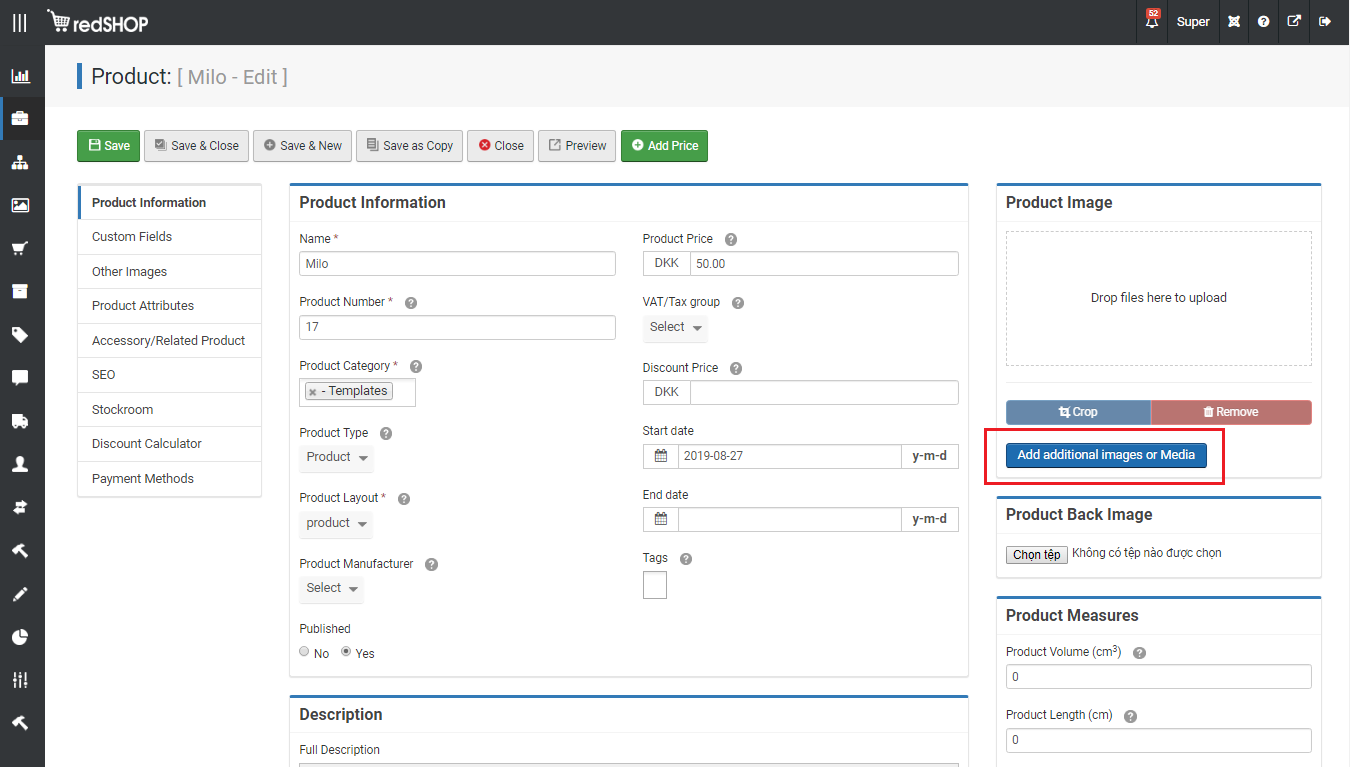 redSHOP
52
Super
Product: [ Milo - Edit ]
Save
Save & Close
Save & New
Save as Copy
Close
Preview
Add Price
Product Information
Custom Fields
Other Images
Product Attributes
Accessory/Related Product
SEO
Stockroom
Discount Calculator
Payment Methods
Product Information
Name *
Milo
Product Number *
17
Product Category *
- Templates
Product Type
Product
Product Layout *
product
Product Manufacturer
Select
Published
No Yes
Product Price
DKK 50.00
VAT/Tax group
Select
Discount Price
DKK
Start date
2019-08-27 y-m-d
End date
y-m-d
Tags
Description
Full Description
Product Image
Drop files here to upload
Crop
Remove
Add additional images or Media
Product Back Image
Chọn tệp Không có tệp nào được chọn
Product Measures
Product Volume (cm³)
0
Product Length (cm)
0